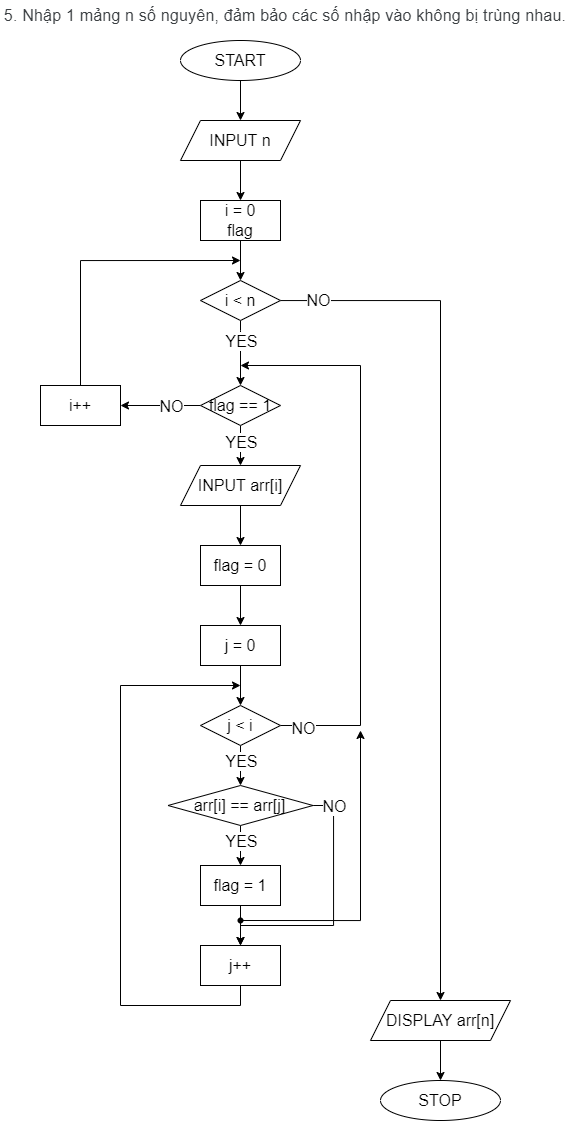 5. Nhập 1 mảng n số nguyên, đảm bảo các số nhập vào không bị trùng nhau.
START
INPUT n
i = 0
flag
i < n
NO
YES
i++
NO
flag == 1
YES
INPUT arr[i]
flag = 0
j = 0
j < i
NO
YES
arr[i] == arr[j]
NO
YES
flag = 1
j++
DISPLAY arr[n]
STOP